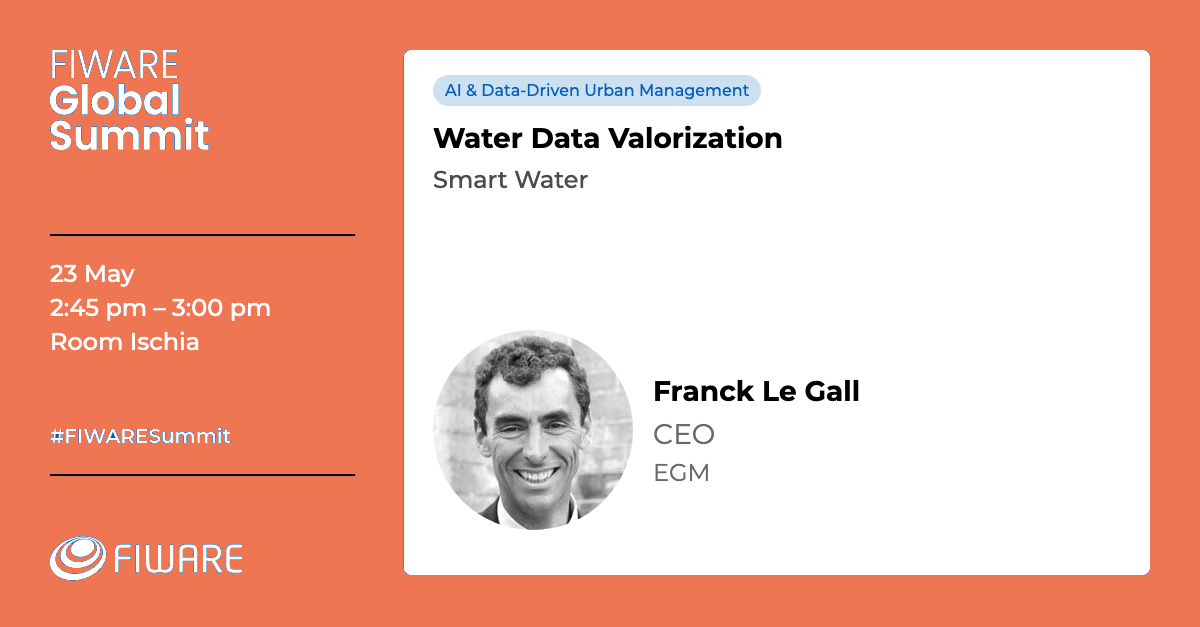 FIWARE
Global
Summit
23 May
2:45 pm – 3:00 pm
Room Ischia
#FIWARESummit
FIWARE
AI & Data-Driven Urban Management
Water Data Valorization
Smart Water
Franck Le Gall
CEO
EGM